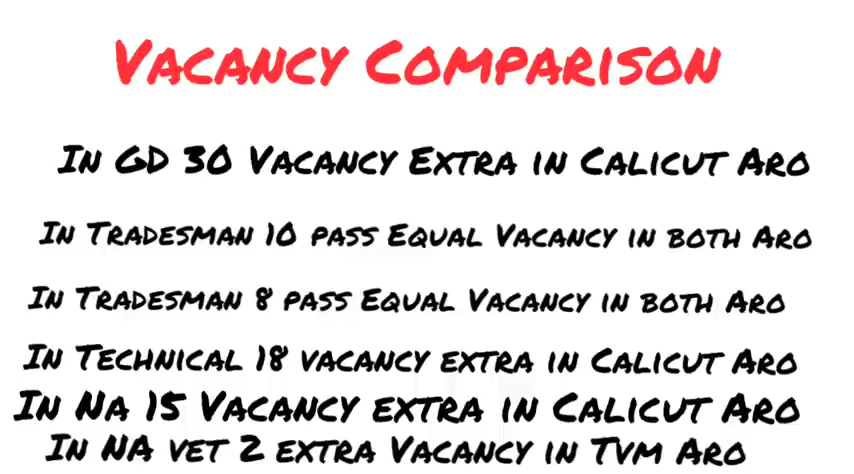 Vacancy Comparison
In GD 30 Vacancy Extra in Calicut Aro
In Tradesman 10 pass Equal Vacancy in both Aro
In Tradesman 8 pass Equal Vacancy in both Aro
In Technical 18 vacancy extra in Calicut Aro
In Na 15 Vacancy extra in Calicut Aro
In NA vet 2 extra Vacancy in Tvm Aro